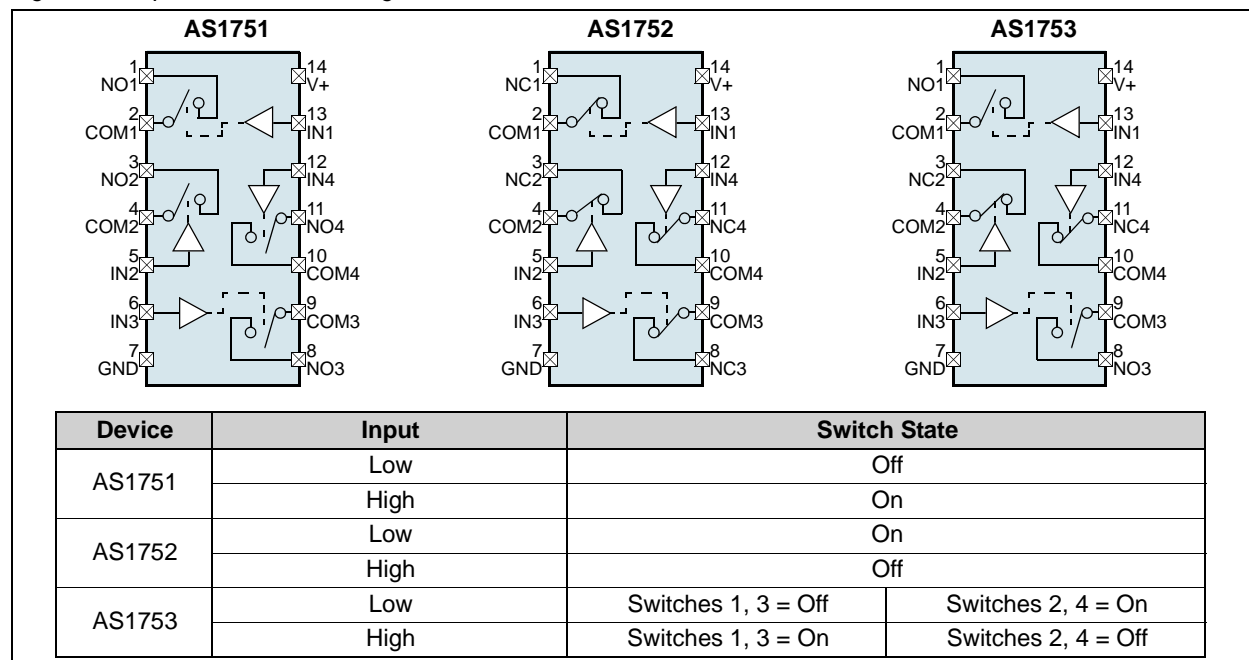 AS1751
1
NO1
2
COM1
3
NO2
4
COM2
5
IN2
6
IN3
7
GND
14
V+
13
IN1
12
IN4
11
NO4
10
COM4
9
COM3
8
NO3
AS1752
1
NC1
2
COM1
3
NC2
4
COM2
5
IN2
6
IN3
7
GND
14
V+
13
IN1
12
IN4
11
NC4
10
COM4
9
COM3
8
NC3
AS1753
1
NO1
2
COM1
3
NC2
4
COM2
5
IN2
6
IN3
7
GND
14
V+
13
IN1
12
IN4
11
NC4
10
COM4
9
COM3
8
NO3
Device Input Switch State
AS1751 Low Off
High On
AS1752 Low On
High Off
AS1753 Low Switches 1, 3 = Off Switches 2, 4 = On
High Switches 1, 3 = On Switches 2, 4 = Off